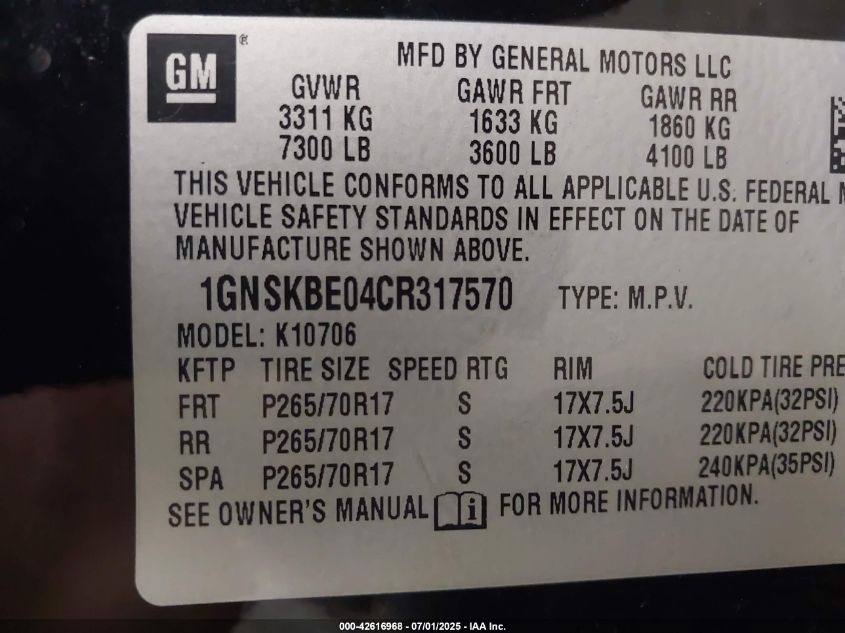 GM ®
MFD BY GENERAL MOTORS LLC
GVWR GAWR FRT GAWR RR
3311 KG 1633 KG 1860 KG
7300 LB 3600 LB 4100 LB
THIS VEHICLE CONFORMS TO ALL APPLICABLE U.S. FEDERAL M
VEHICLE SAFETY STANDARDS IN EFFECT ON THE DATE OF
MANUFACTURE SHOWN ABOVE.
1GNSKBE04CR317570 TYPE: M.P.V.
MODEL: K10706
KFTP TIRE SIZE SPEED RTG RIM COLD TIRE PRE
FRT P265/70R17 S 17X7.5J 220KPA(32PSI)
RR P265/70R17 S 17X7.5J 220KPA(32PSI)
SPA P265/70R17 S 17X7.5J 240KPA(35PSI)
SEE OWNER'S MANUAL i FOR MORE INFORMATION.
000-42616968 - 07/01/2025 - IAA Inc.